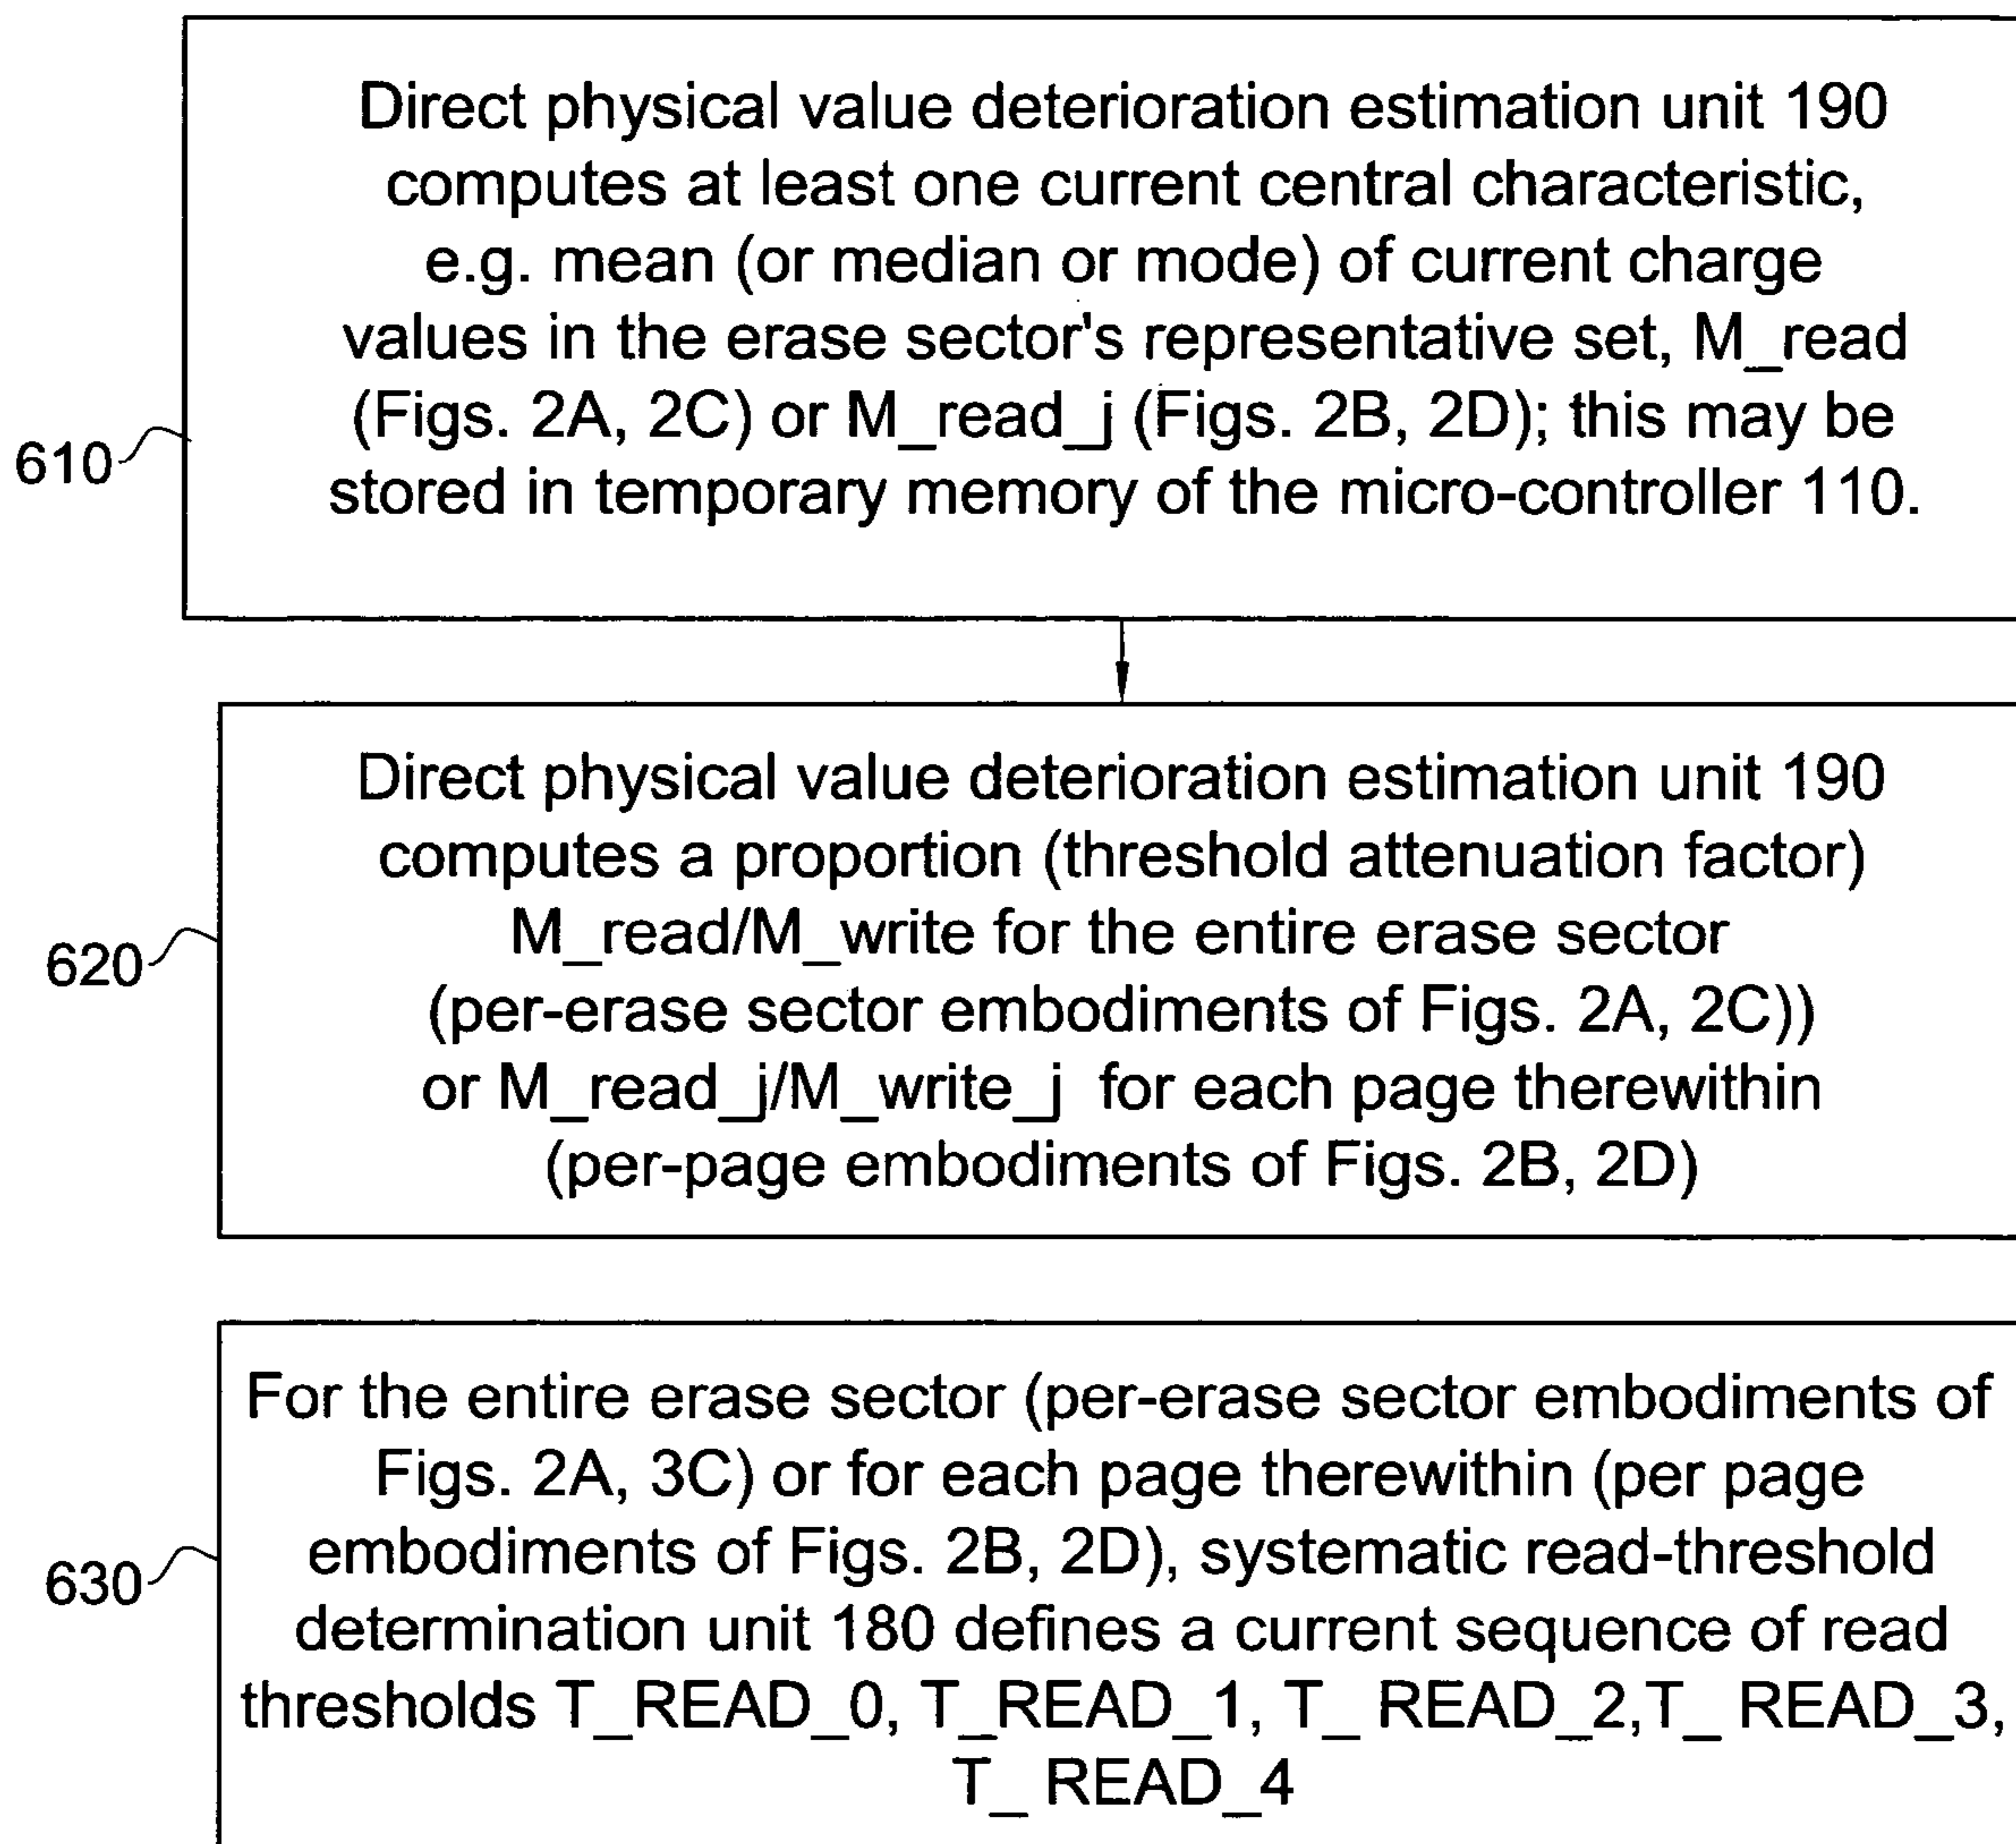 Direct physical value deterioration estimation unit 190
computes at least one current central characteristic,
e.g. mean (or median or mode) of current charge
values in the erase sector's representative set, M_read
(Figs. 2A, 2C) or M_read_j (Figs. 2B, 2D); this may be
stored in temporary memory of the micro-controller 110.
610
Direct physical value deterioration estimation unit 190
computes a proportion (threshold attenuation factor)
M_read/M_write for the entire erase sector
(per-erase sector embodiments of Figs. 2A, 2C))
or M_read_j/M_write_j for each page therewithin
(per-page embodiments of Figs. 2B, 2D)
620
For the entire erase sector (per-erase sector embodiments of
Figs. 2A, 3C) or for each page therewithin (per page
embodiments of Figs. 2B, 2D), systematic read-threshold
determination unit 180 defines a current sequence of read
thresholds T_READ_0, T_READ_1, T_ READ_2,T_ READ_3,
T_ READ_4
630